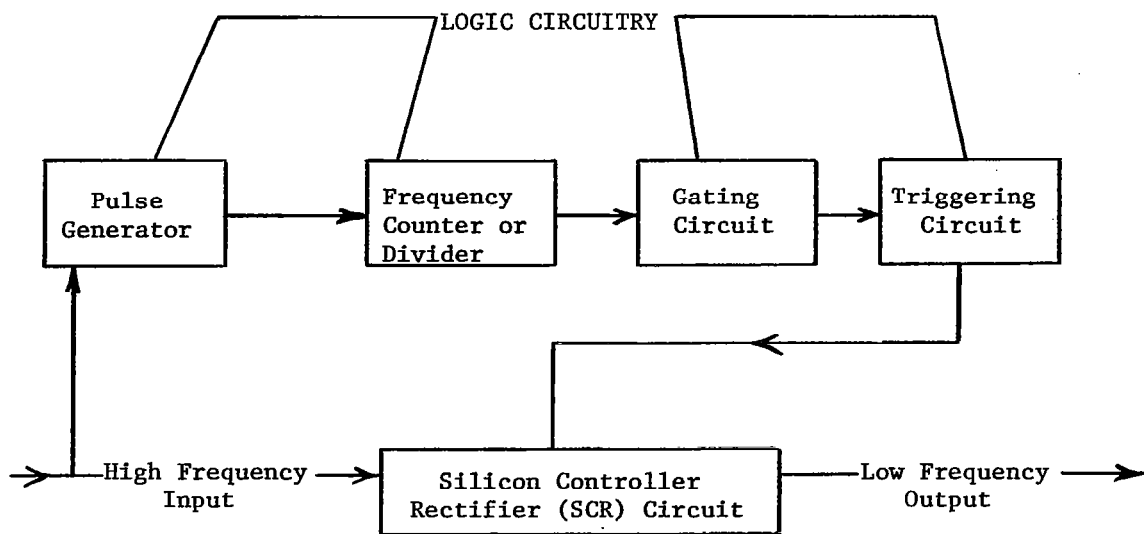 LOGIC CIRCUITRY
Pulse
Generator
Frequency
Counter or
Divider
Gating
Circuit
Triggering
Circuit
High Frequency
Input
Silicon Controller
Rectifier (SCR) Circuit
Low Frequency
Output